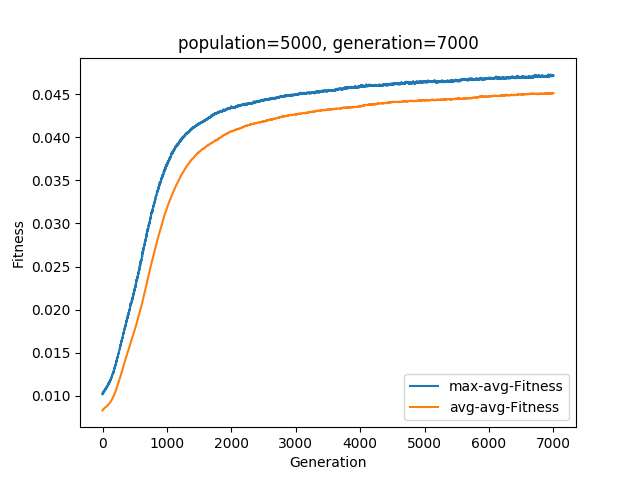 population=5000, generation=7000
Fitness
0.045
0.040
0.035
0.030
0.025
0.020
0.015
0.010
max-avg-Fitness
avg-avg-Fitness
0 1000 2000 3000 4000 5000 6000 7000
Generation